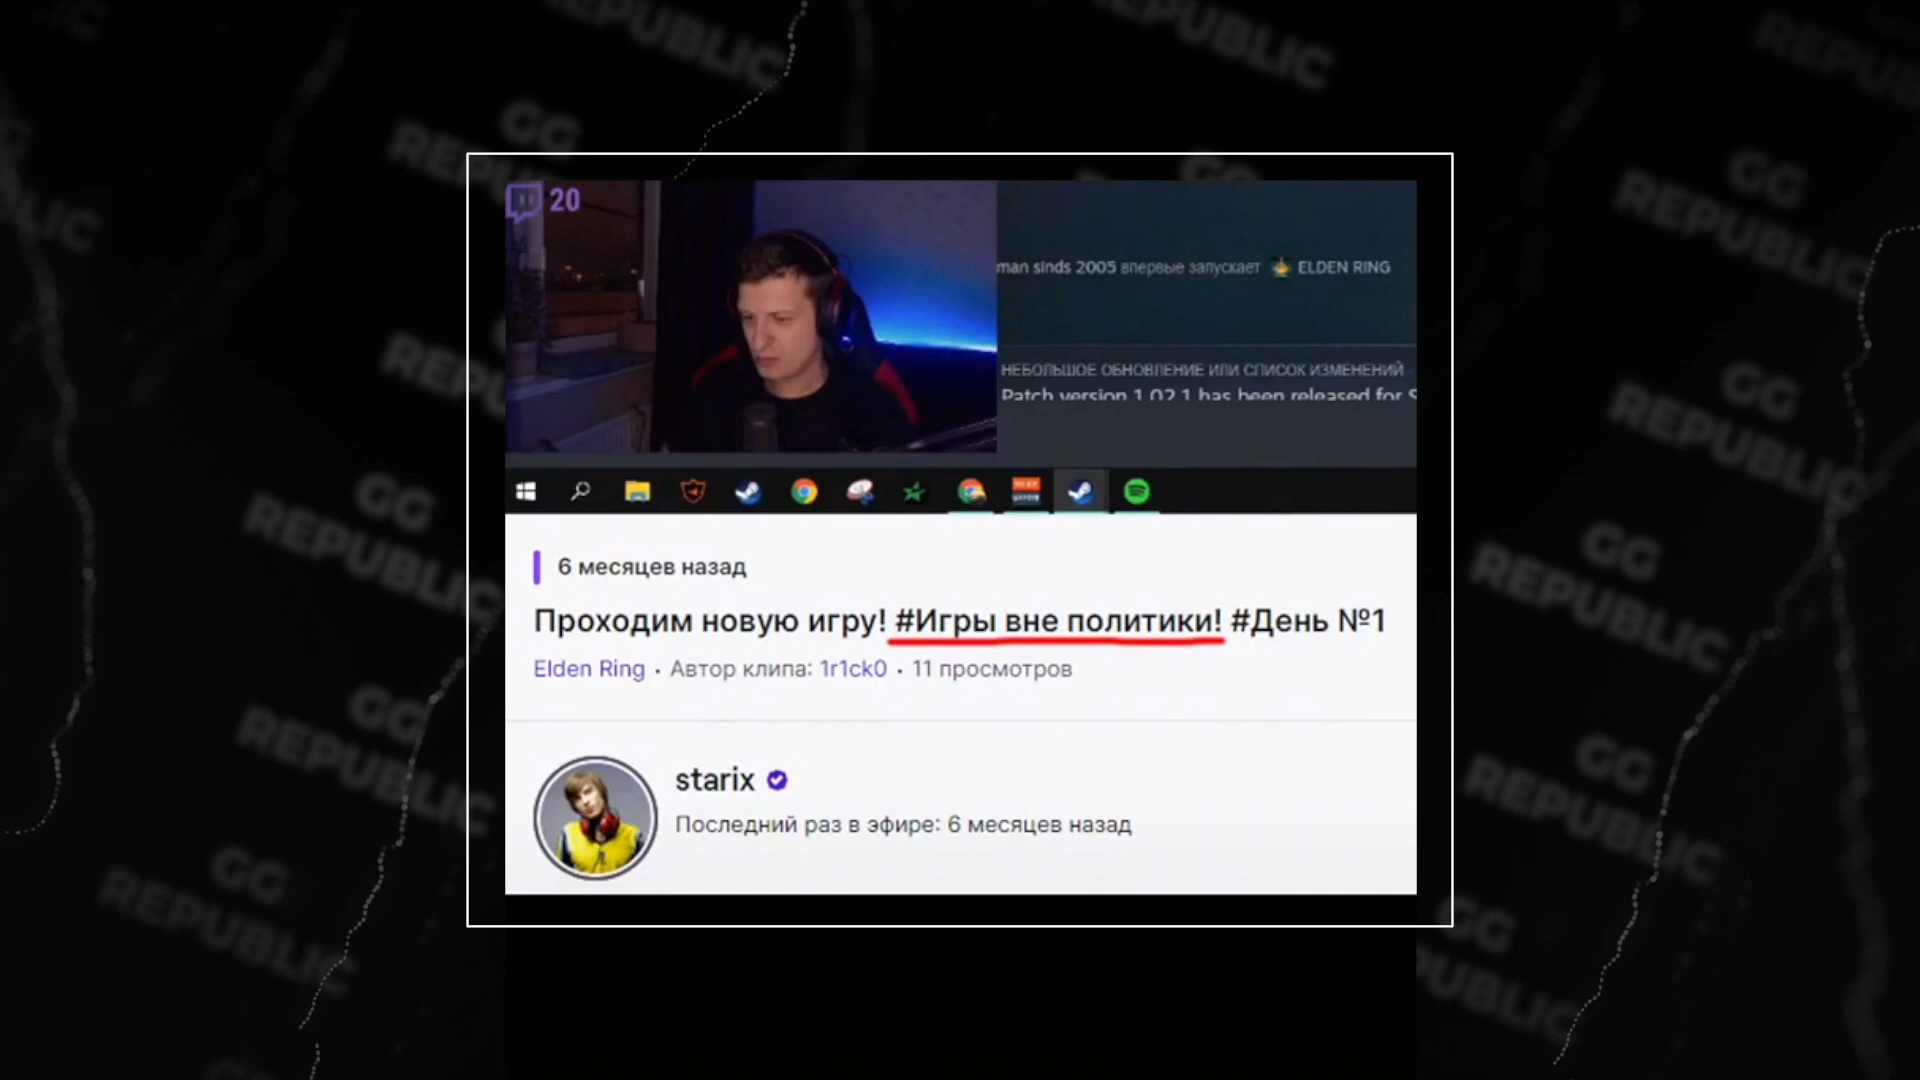 GG
REPUBLIC
20
man sinds 2005 впервые запускает ELDEN RING
НЕБОЛЬШОЕ ОБНОВЛЕНИЕ ИЛИ СПИСОК ИЗМЕНЕНИЙ
Patch version 1.02.1 has been released for
6 месяцев назад
Проходим новую игру! #Игры вне политики! #День №1
Elden Ring • Автор клипа: 1r1ck0 • 11 просмотров
starix
Последний раз в эфире: 6 месяцев назад